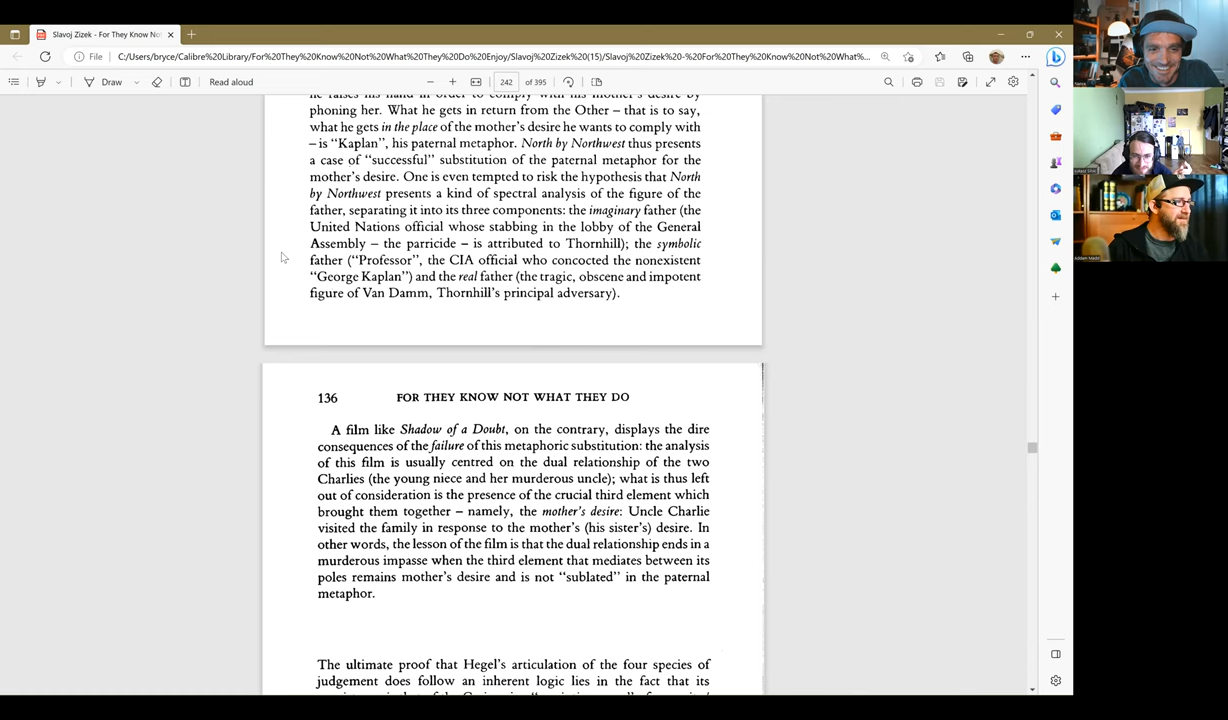 Slavoj Zizek - For They Know No
File
C:/Users/bryce/Calibre%20Library/For%20They%20Know%20Not%20What%20They%20Do%20Enjoy/Slavoj%20Zizek%20(15)/Slavoj%20Zizek%20-%20For%20They%20Know%20Not%20What%...
Draw
Read aloud
242 of 395
he raises his hand in order to comply with his mother's desire by
phoning her. What he gets in return from the Other – that is to say,
what he gets in the place of the mother's desire he wants to comply with
– is "Kaplan", his paternal metaphor. North by Northwest thus presents
a case of "successful" substitution of the paternal metaphor for the
mother's desire. One is even tempted to risk the hypothesis that North
by Northwest presents a kind of spectral analysis of the figure of the
father, separating it into its three components: the imaginary father (the
United Nations official whose stabbing in the lobby of the General
Assembly – the parricide – is attributed to Thornhill); the symbolic
father ("Professor", the CIA official who concocted the nonexistent
"George Kaplan") and the real father (the tragic, obscene and impotent
figure of Van Damm, Thornhill's principal adversary).
136 FOR THEY KNOW NOT WHAT THEY DO
A film like Shadow of a Doubt, on the contrary, displays the dire
consequences of the failure of this metaphoric substitution: the analysis
of this film is usually centred on the dual relationship of the two
Charlies (the young niece and her murderous uncle); what is thus left
out of consideration is the presence of the crucial third element which
brought them together – namely, the mother's desire: Uncle Charlie
visited the family in response to the mother's (his sister's) desire. In
other words, the lesson of the film is that the dual relationship ends in a
murderous impasse when the third element that mediates between its
poles remains mother's desire and is not "sublated" in the paternal
metaphor.
The ultimate proof that Hegel's articulation of the four species of
judgement does follow an inherent logic lies in the fact that its